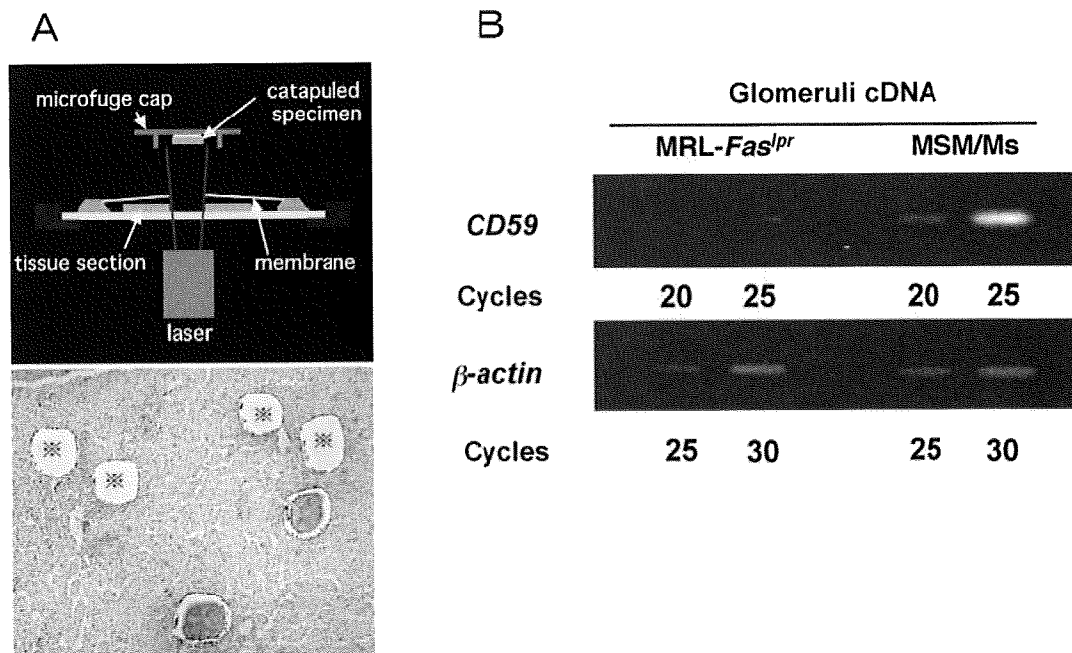 A
microfuge cap
catapuled
specimen
tissue section
membrane
laser
※
※
※
※
B
Glomeruli cDNA
MRL-Fas^lpr MSM/Ms
CD59
Cycles 20 25 20 25
β-actin
Cycles 25 30 25 30